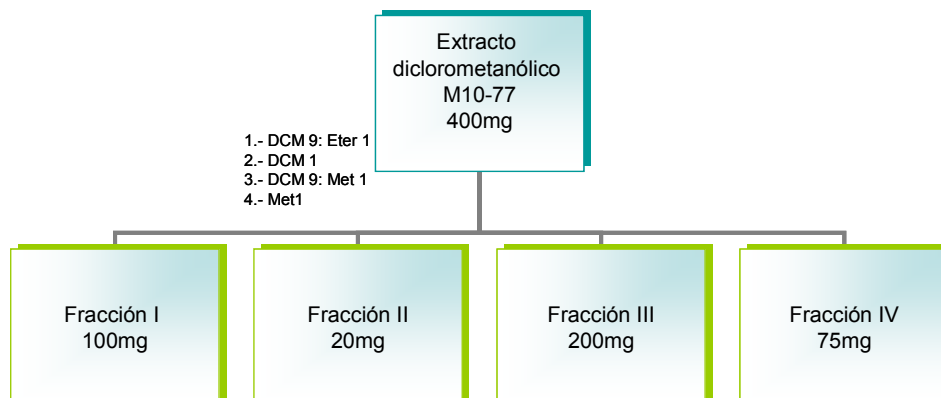 Extracto
diclorometanólico
M10-77
400mg
1.- DCM 9: Eter 1
2.- DCM 1
3.- DCM 9: Met 1
4.- Met1
Fracción I
100mg
Fracción II
20mg
Fracción III
200mg
Fracción IV
75mg